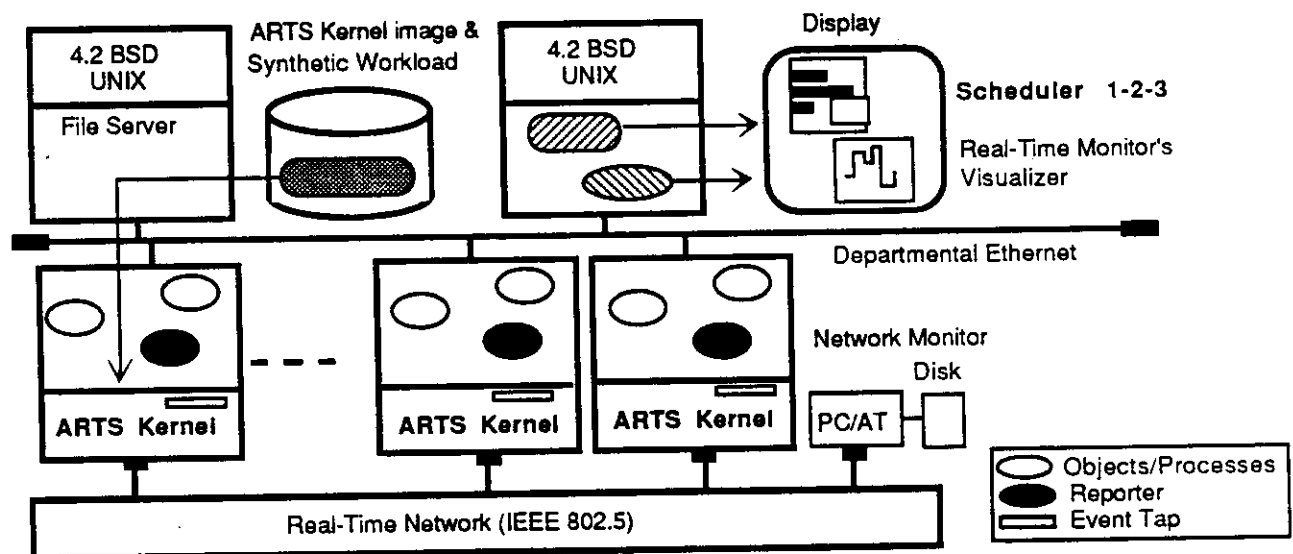 4.2 BSD
UNIX
File Server
ARTS Kernel image &
Synthetic Workload
4.2 BSD
UNIX
Display
Scheduler 1-2-3
Real-Time Monitor's
Visualizer
Departmental Ethernet
ARTS Kernel
ARTS Kernel
ARTS Kernel
Network Monitor
Disk
PC/AT
Real-Time Network (IEEE 802.5)
Objects/Processes
Reporter
Event Tap